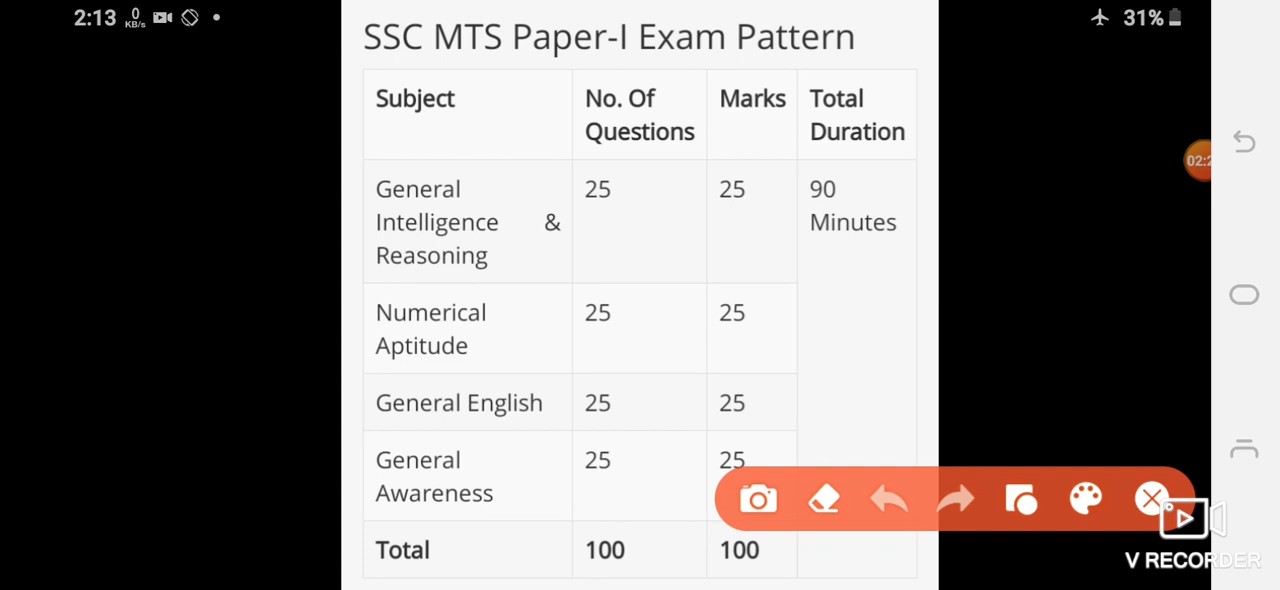 2:13 0 KB/s 31%
SSC MTS Paper-I Exam Pattern
Subject No. Of Questions Marks Total Duration
General Intelligence & Reasoning 25 25 90 Minutes
Numerical Aptitude 25 25
General English 25 25
General Awareness 25 25
Total 100 100
V RECORDER